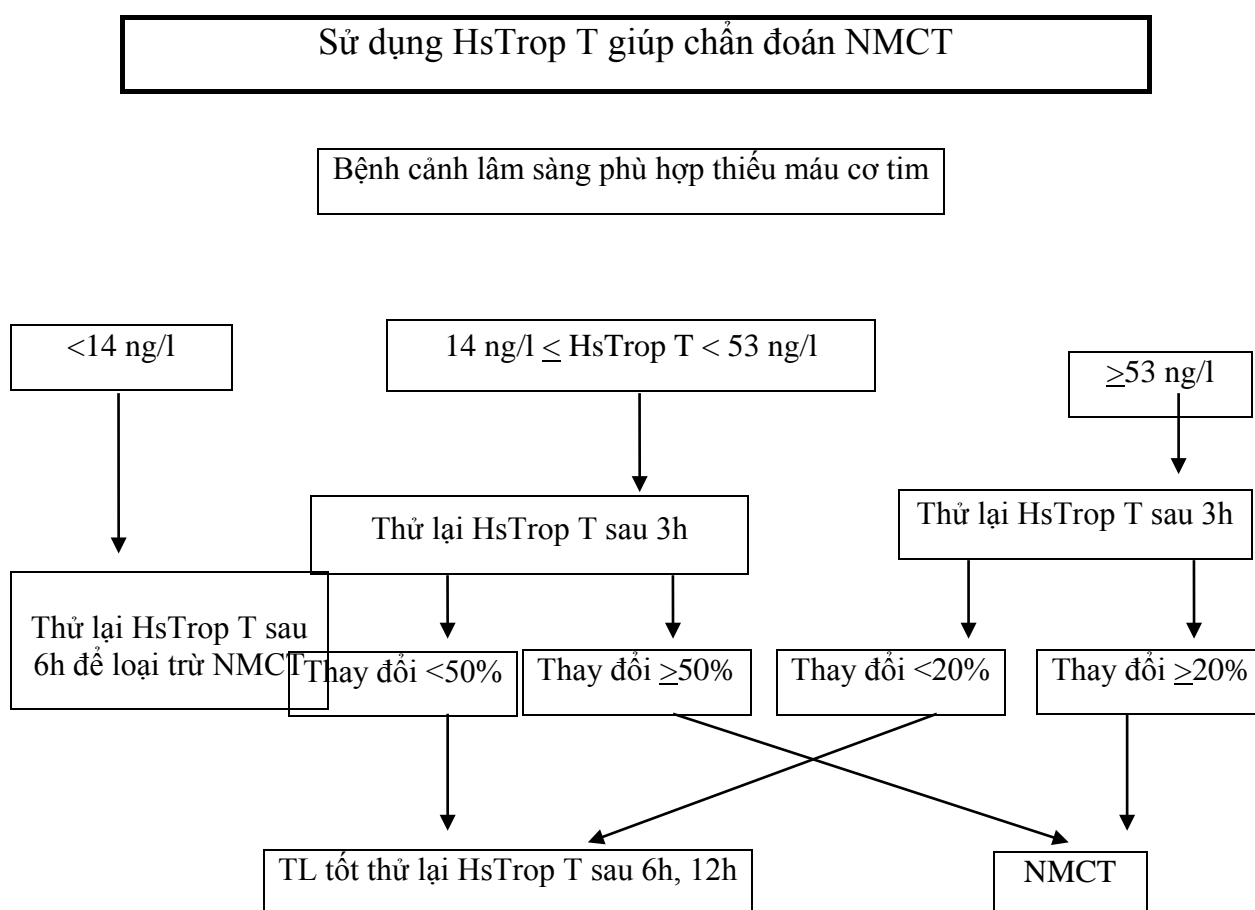 Sử dụng HsTrop T giúp chẩn đoán NMCT
Bệnh cảnh lâm sàng phù hợp thiếu máu cơ tim
<14 ng/l
14 ng/l ≤ HsTrop T < 53 ng/l
≥53 ng/l
Thử lại HsTrop T sau 3h
Thử lại HsTrop T sau 3h
Thử lại HsTrop T sau
6h để loại trừ NMCT
Thay đổi <50%
Thay đổi ≥50%
Thay đổi <20%
Thay đổi ≥20%
TL tốt thử lại HsTrop T sau 6h, 12h
NMCT